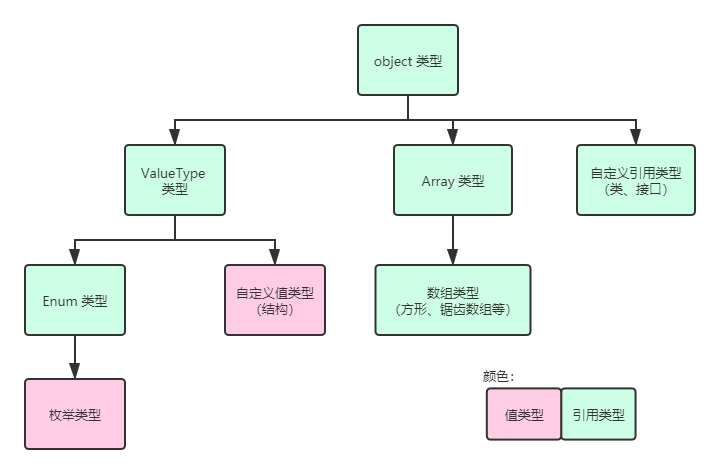 object 类型
ValueType
类型
Array 类型
自定义引用类型
（类、接口）
Enum 类型
自定义值类型
（结构）
数组类型
（方形、锯齿数组等）
枚举类型
颜色：
值类型
引用类型